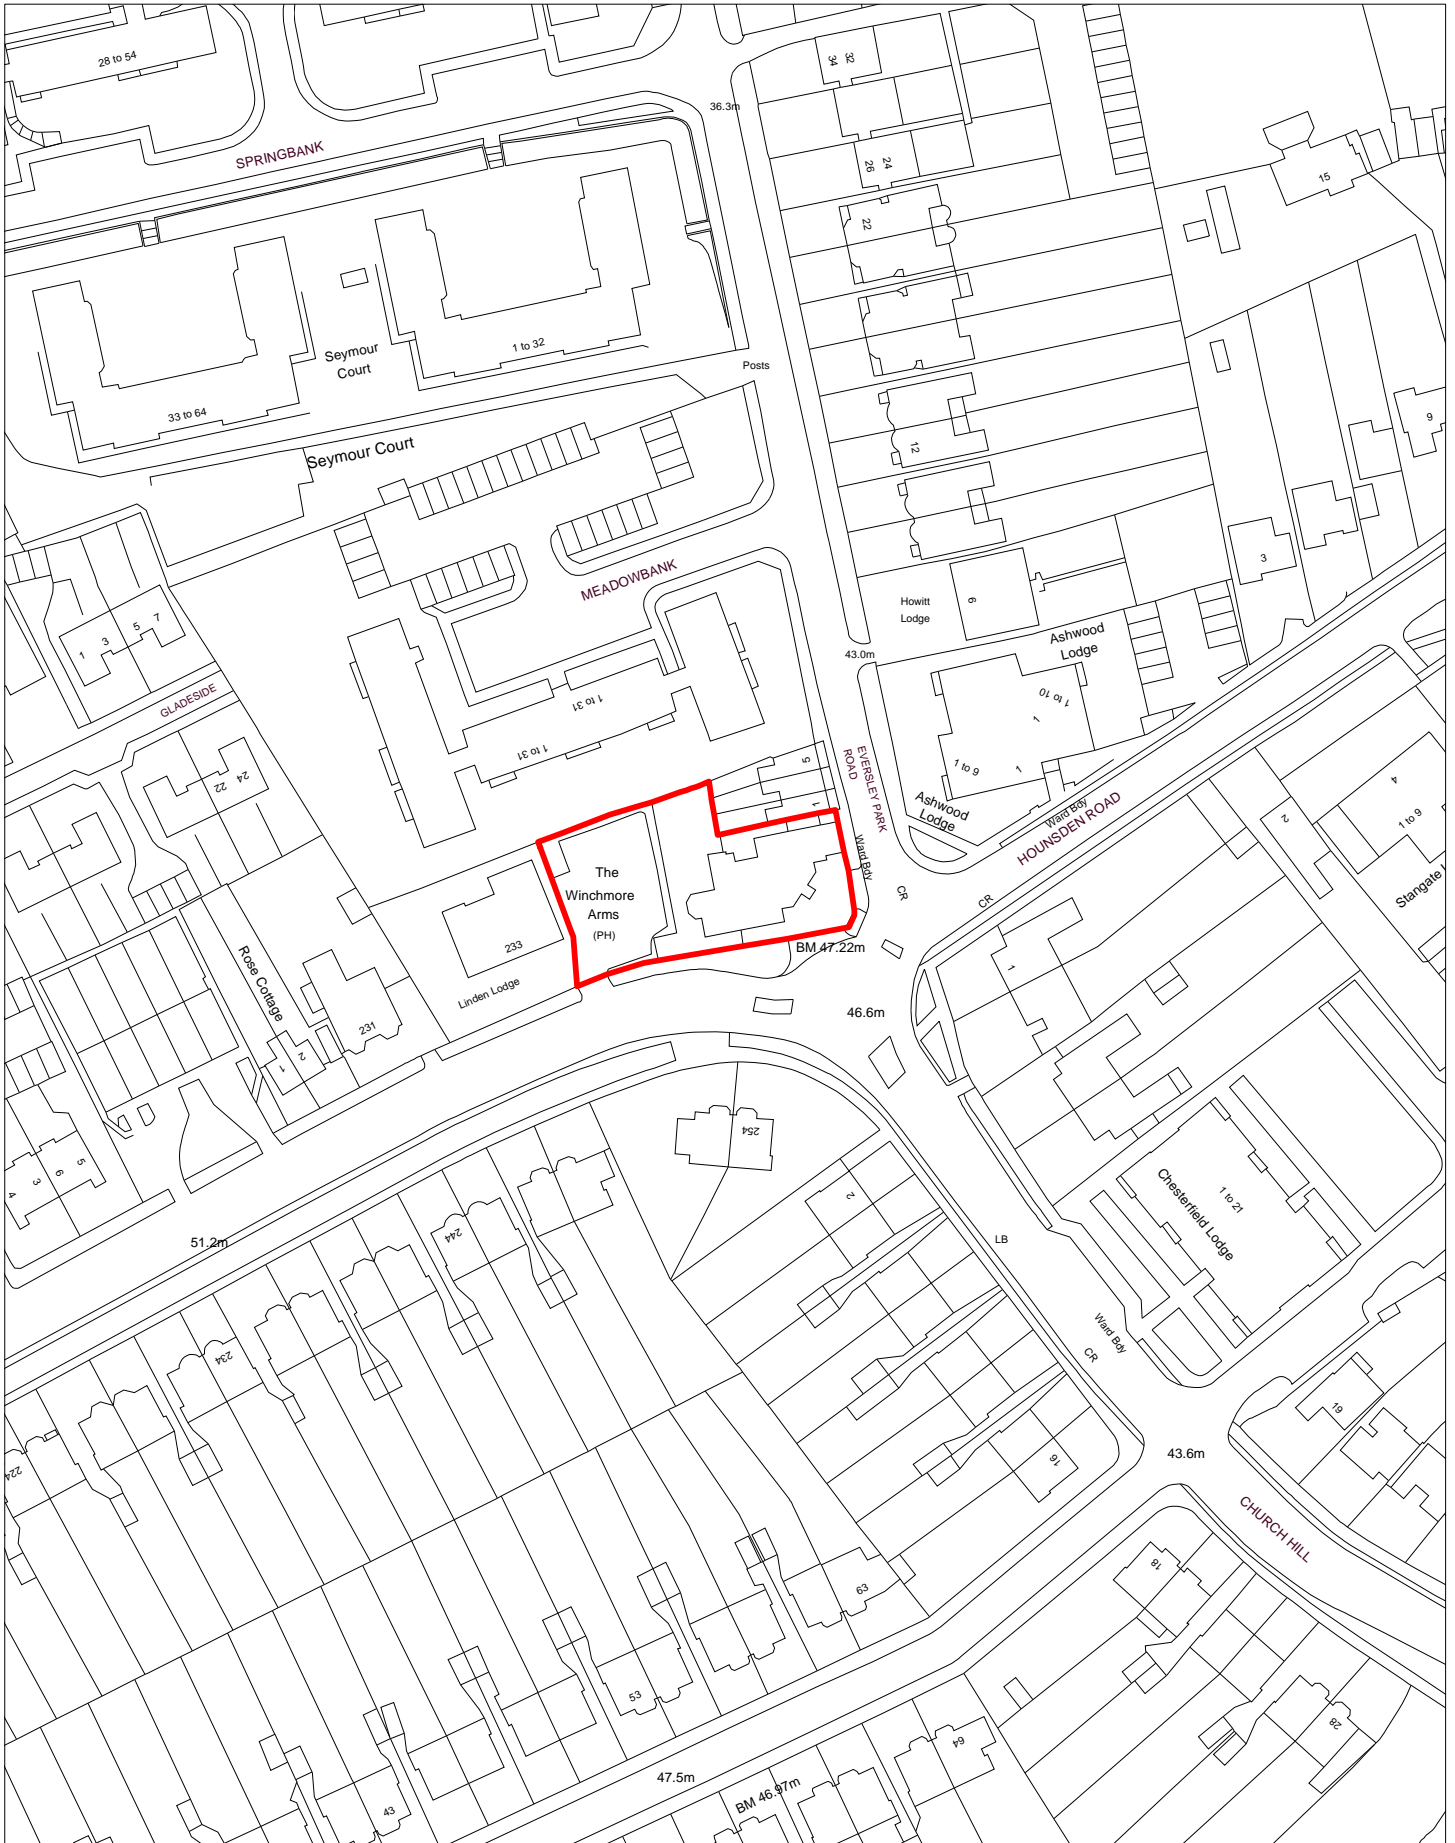 28 to 54
SPRINGBANK
36.3m
34
32
26
24
22
15
Seymour
Court
1 to 32
33 to 64
Posts
Seymour Court
12
9
3
MEADOWBANK
Howitt
Lodge
6
Ashwood
Lodge
43.0m
1
3
5
7
GLADESIDE
1 to 31
1 to 31
1 to 10
1
1 to 9
1
Ashwood
Lodge
EVERSLEY PARK
ROAD
5
1
Ward Bdy
Ward Bdy
HOUNSDEN ROAD
22
24
2
4
1 to 9
Stangate
The
Winchmore
Arms
(PH)
CR
CR
233
Linden Lodge
BM 47.22m
46.6m
Rose Cottage
231
1
2
1
254
2
LB
Chesterfield Lodge
1 to 21
4
3
6
5
51.2m
244
234
224
Ward Bdy
CR
16
19
43.6m
CHURCH HILL
18
63
53
43
47.5m
BM 46.97m
64
28